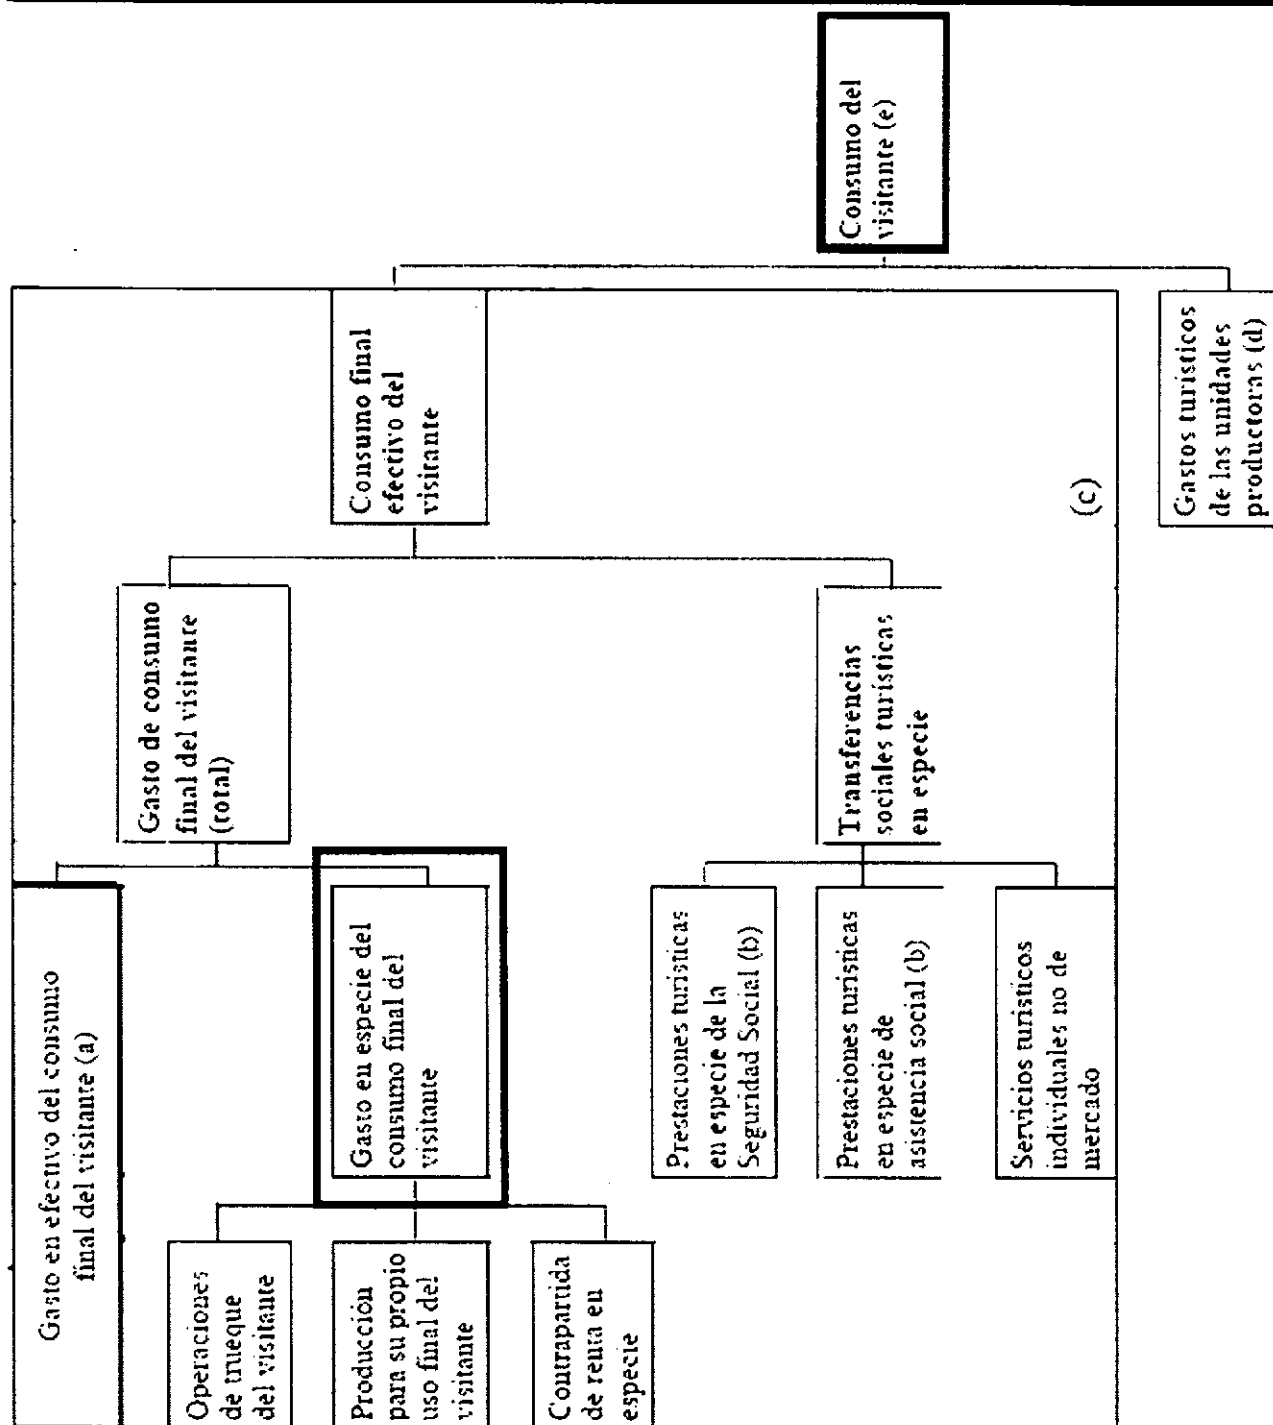 Gasto en efectivo del consumo
final del visitante (a)
Operaciones
de trueque
del visitante
Producción
para su propio
uso final del
visitante
Contrapartida
de renta en
especie
Gasto en especie del
consumo final del
visitante
Prestaciones turísticas
en especie de la
Seguridad Social (b)
Prestaciones turísticas
en especie de
asistencia social (b)
Servicios turísticos
individuales no de
mercado
Gasto de consumo
final del visitante
(total)
Transferencias
sociales turísticas
en especie
Consumo final
efectivo del
visitante
(c)
Gastos turísticos
de las unidades
productoras (d)
Consumo del
visitante (e)